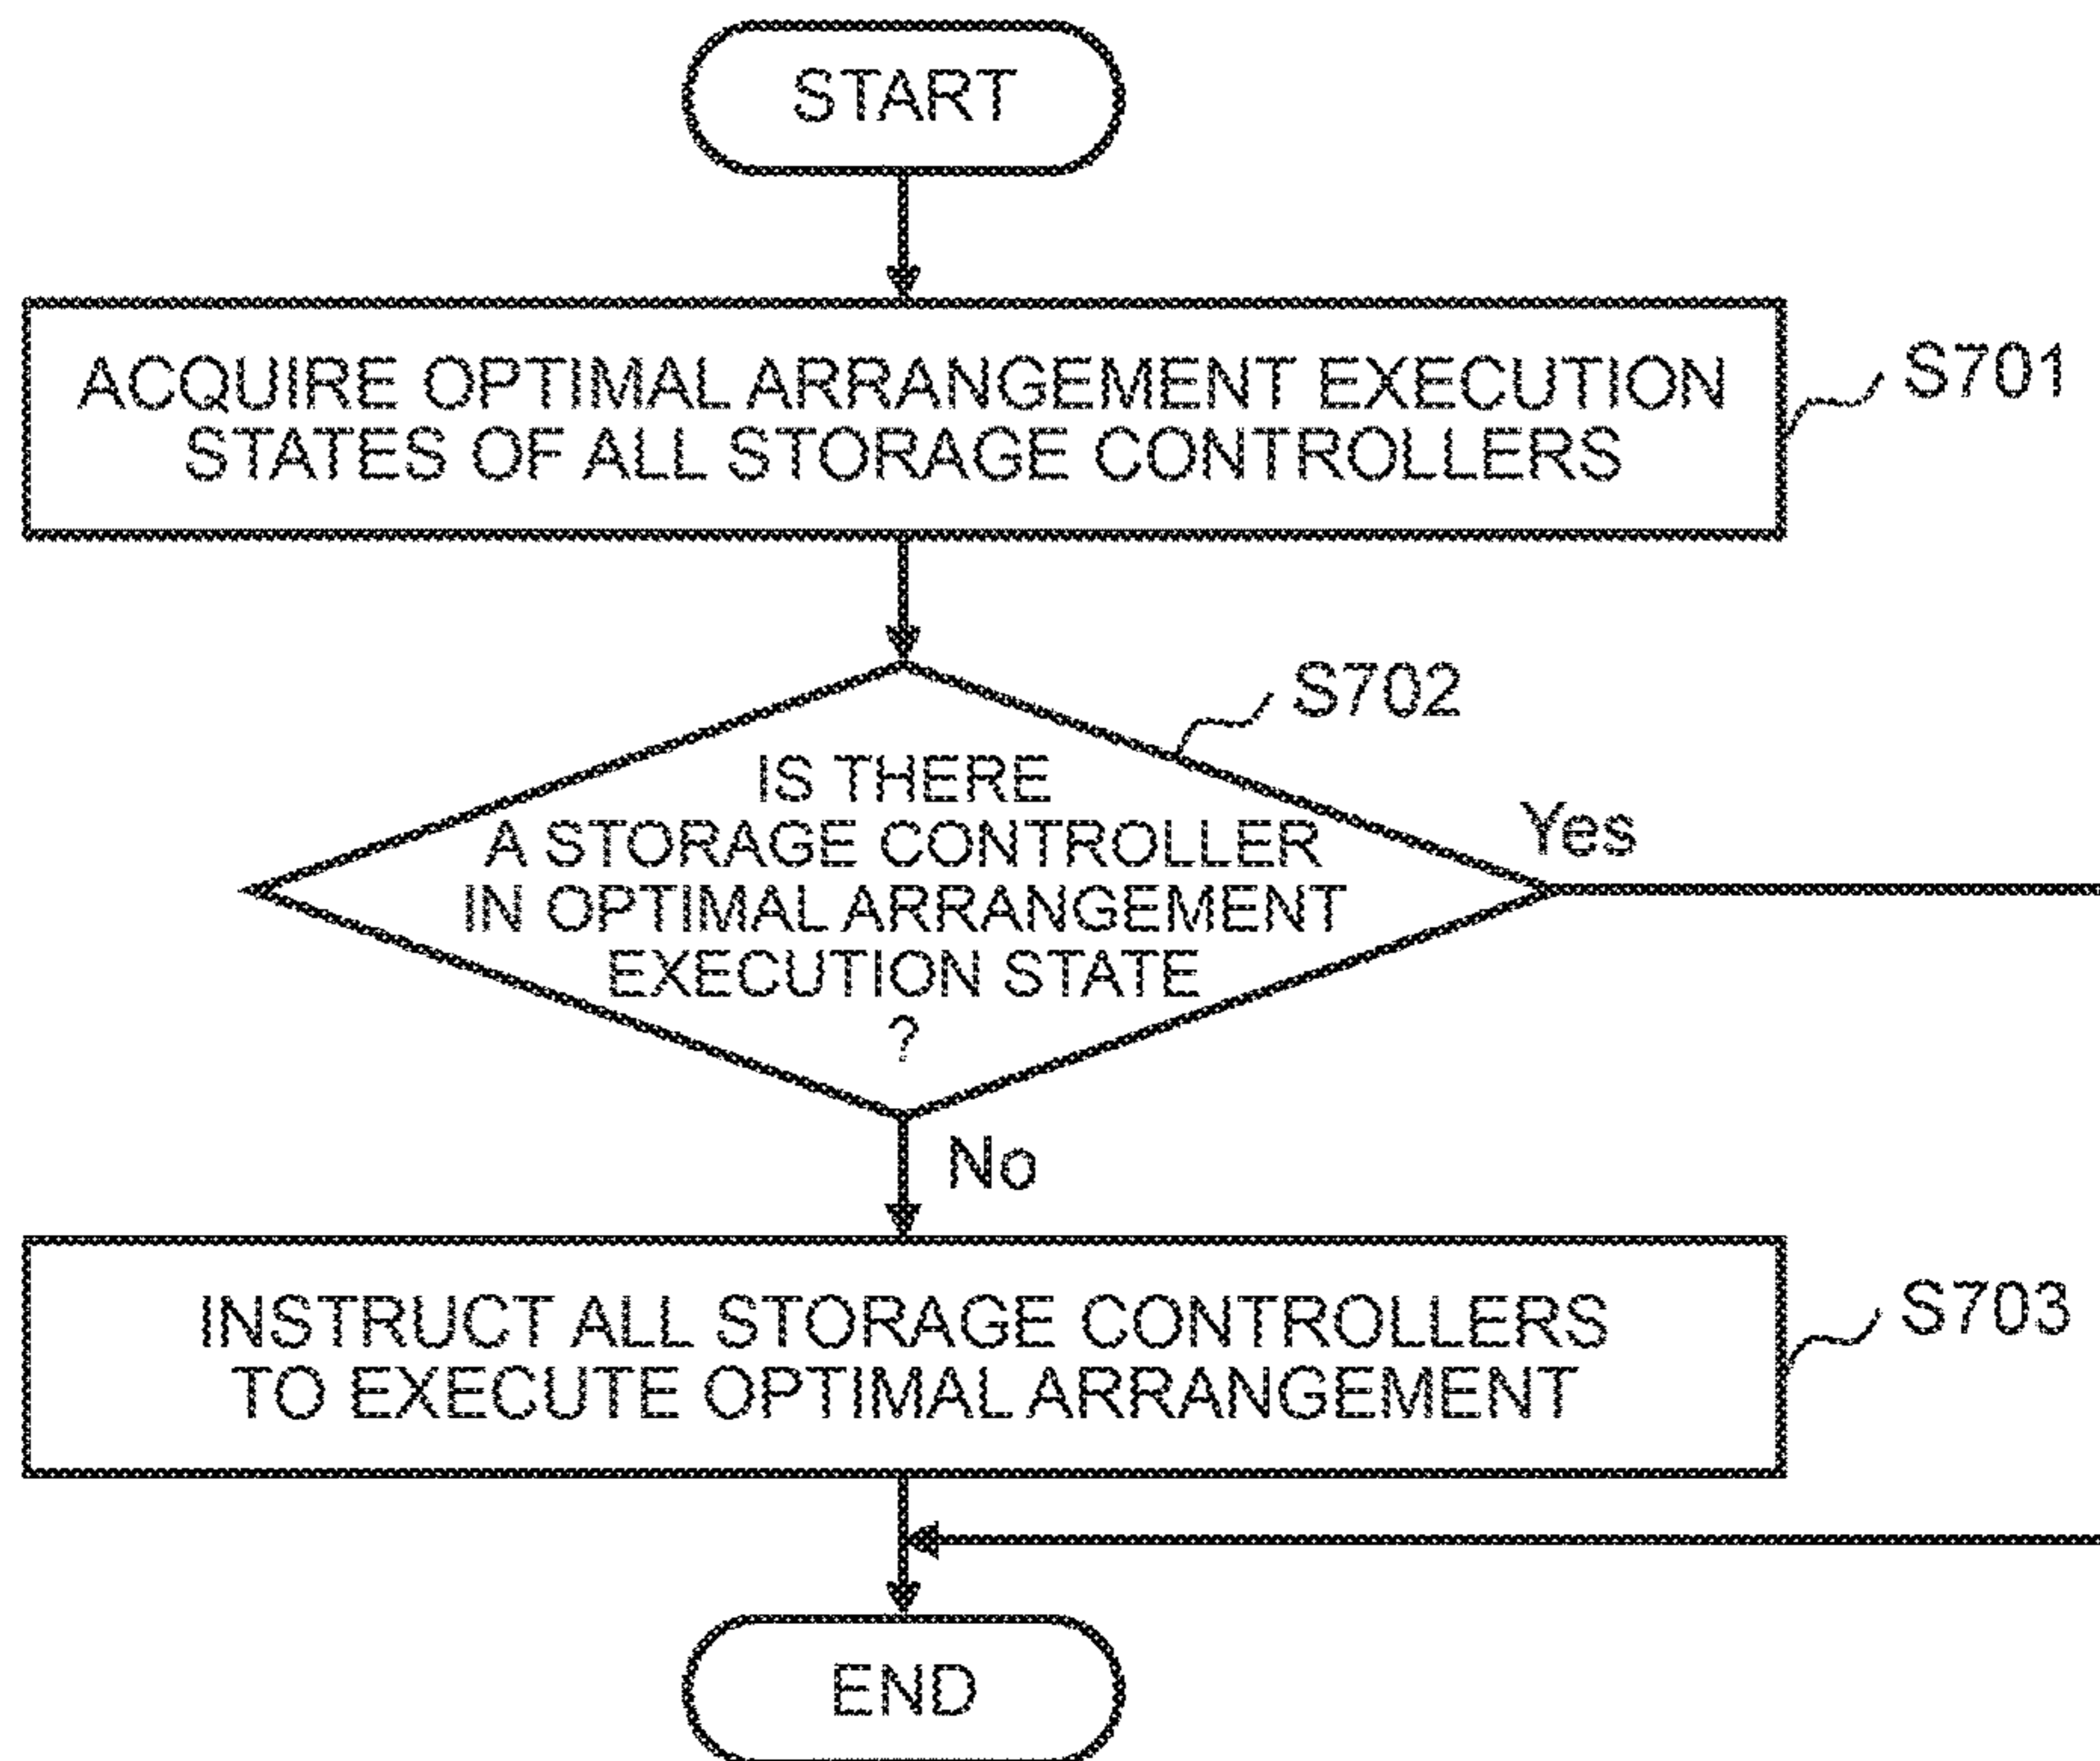 START
ACQUIRE OPTIMAL ARRANGEMENT EXECUTION
STATES OF ALL STORAGE CONTROLLERS
S701
S702
IS THERE
A STORAGE CONTROLLER
IN OPTIMAL ARRANGEMENT
EXECUTION STATE
?
Yes
No
INSTRUCT ALL STORAGE CONTROLLERS
TO EXECUTE OPTIMAL ARRANGEMENT
S703
END